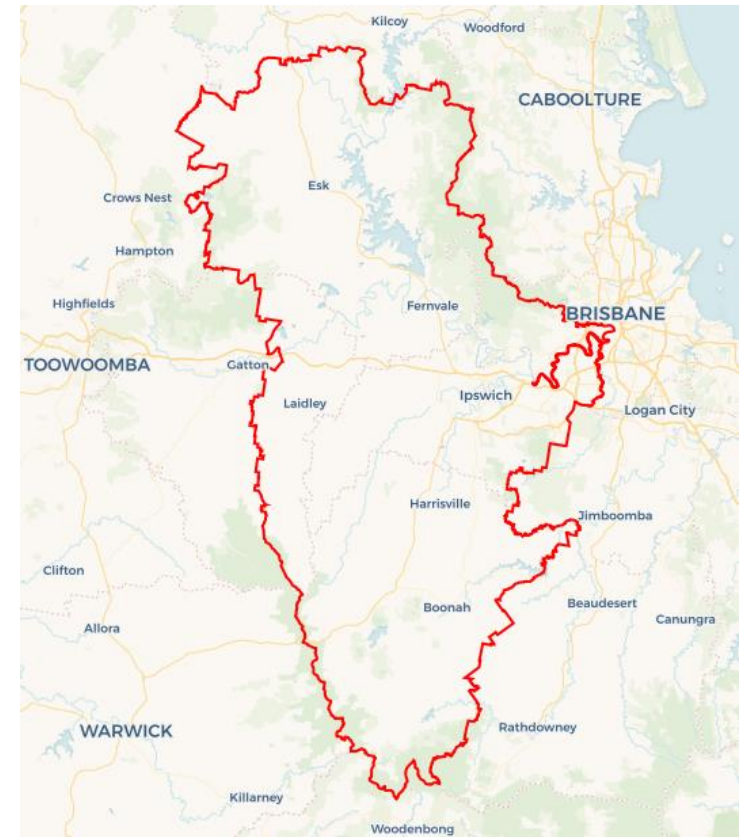 Kilcoy
Woodford
CABOOLTURE
Esk
Crows Nest
Hampton
Highfields
Fernvale
BRISBANE
TOOWOOMBA
Gatton
Ipswich
Laidley
Logan City
Harrisville
Jimboomba
Clifton
Boonah
Beaudesert
Allora
Canungra
WARWICK
Rathdowney
Killarney
Woodenbong